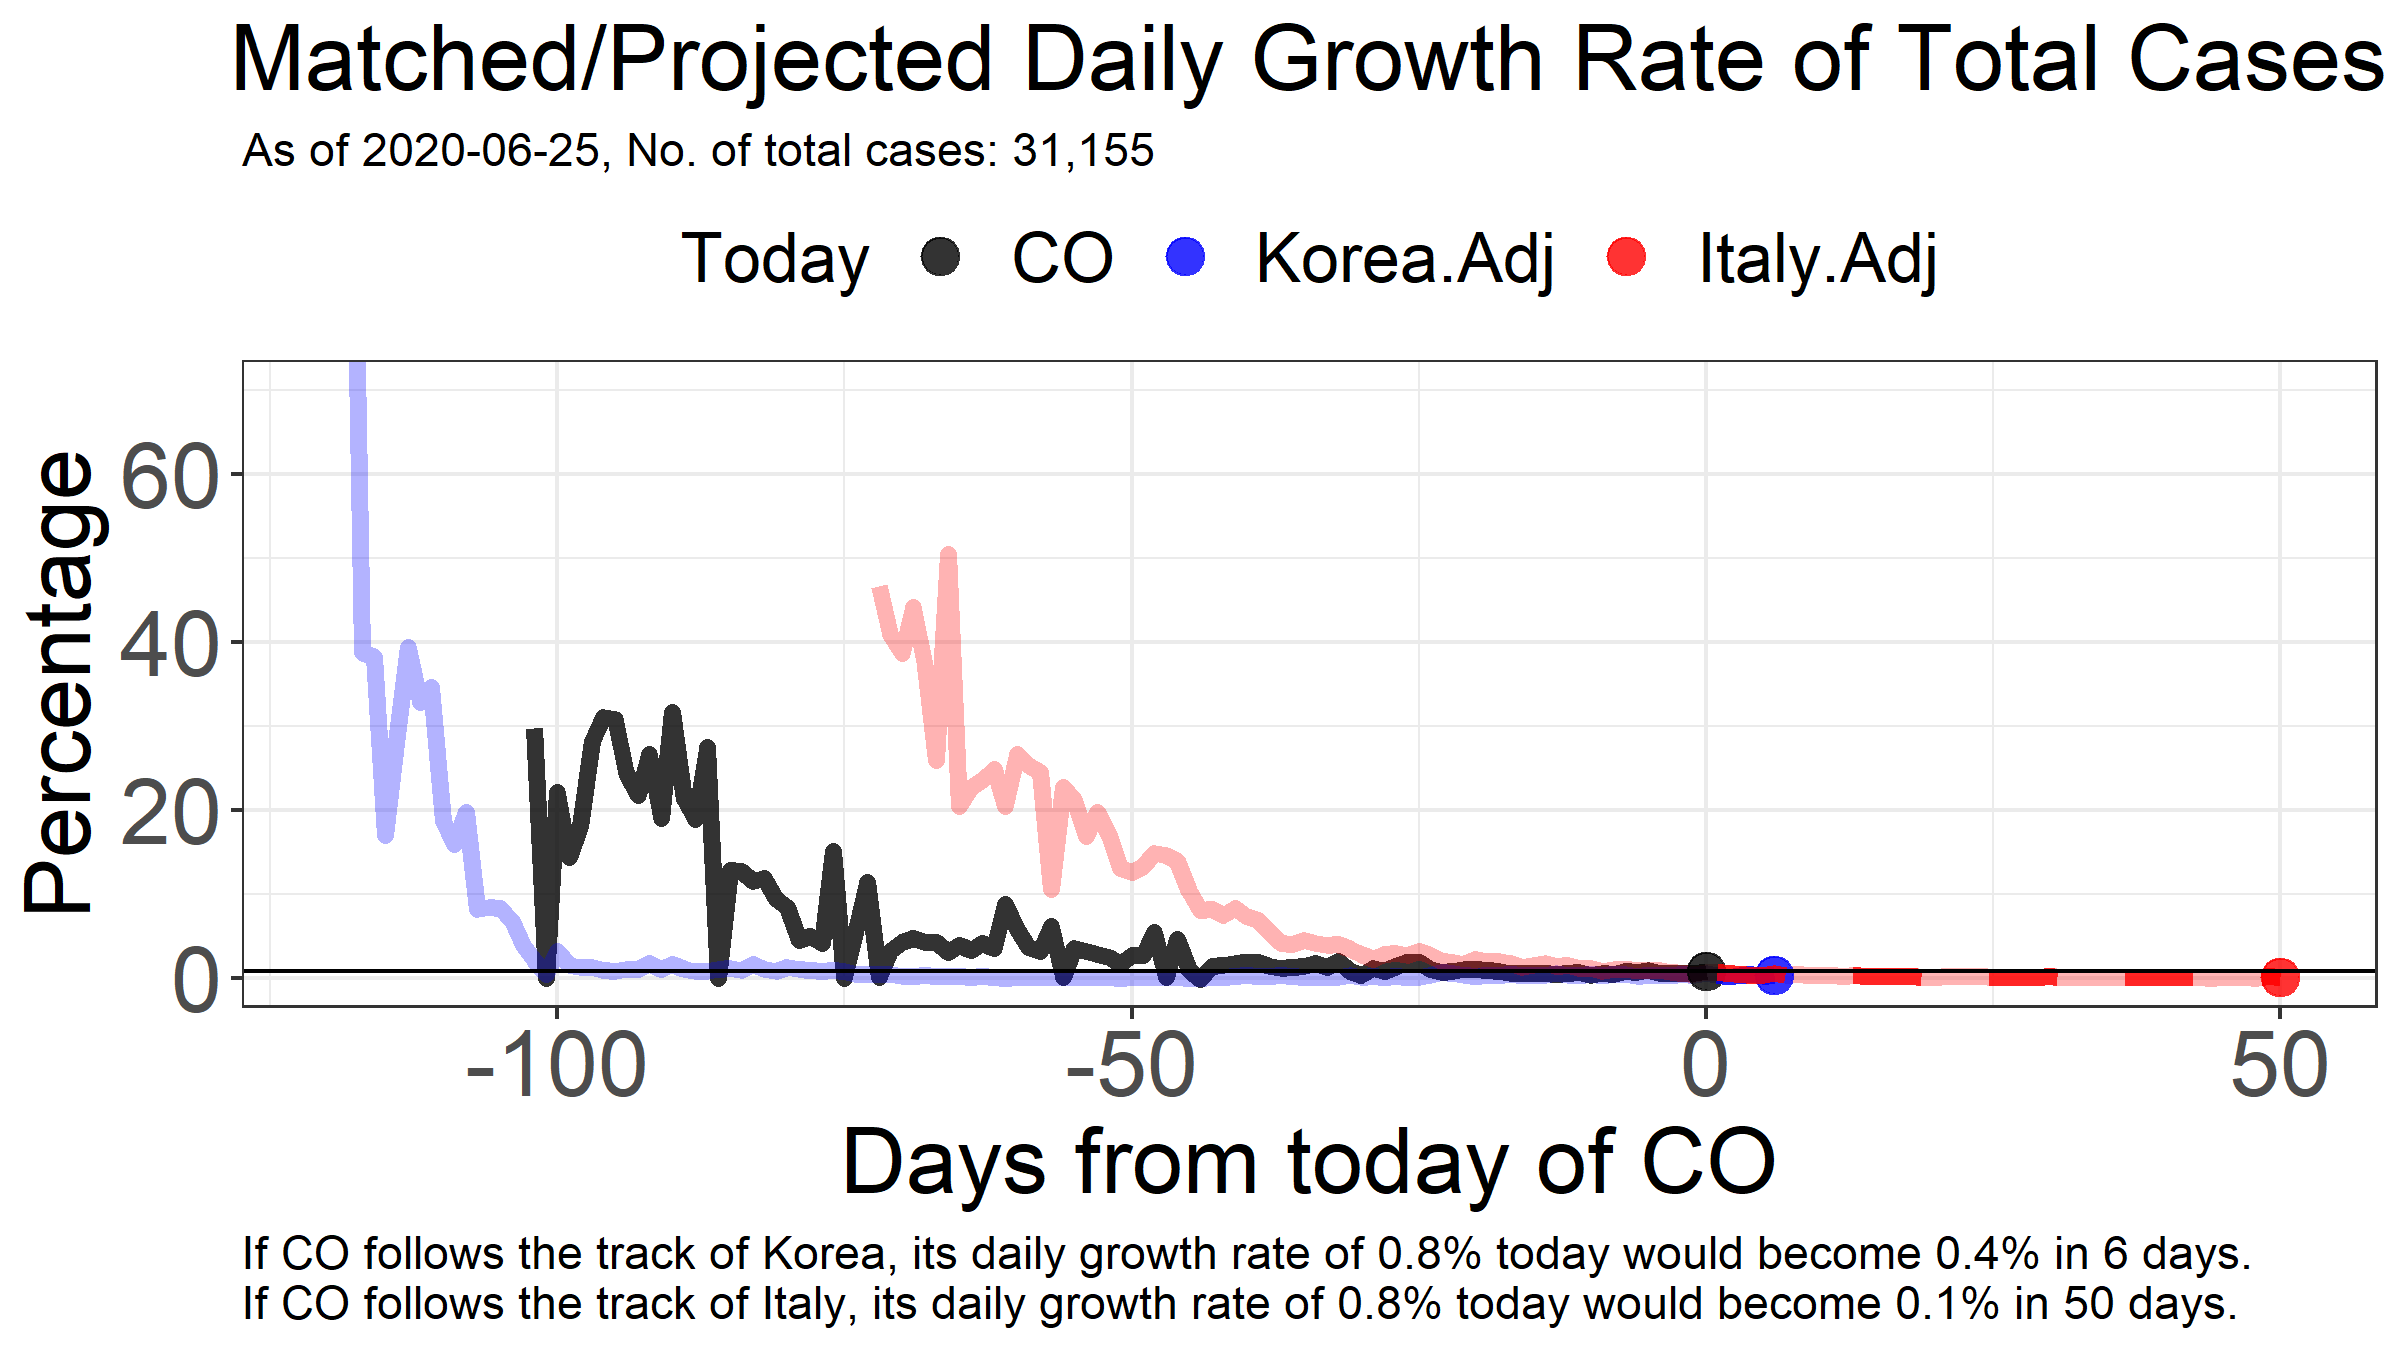 Matched/Projected Daily Growth Rate of Total Cases
As of 2020-06-25, No. of total cases: 31,155
Today CO Korea.Adj Italy.Adj
Percentage
60
40
20
0
-100 -50 0 50
Days from today of CO
If CO follows the track of Korea, its daily growth rate of 0.8% today would become 0.4% in 6 days.
If CO follows the track of Italy, its daily growth rate of 0.8% today would become 0.1% in 50 days.